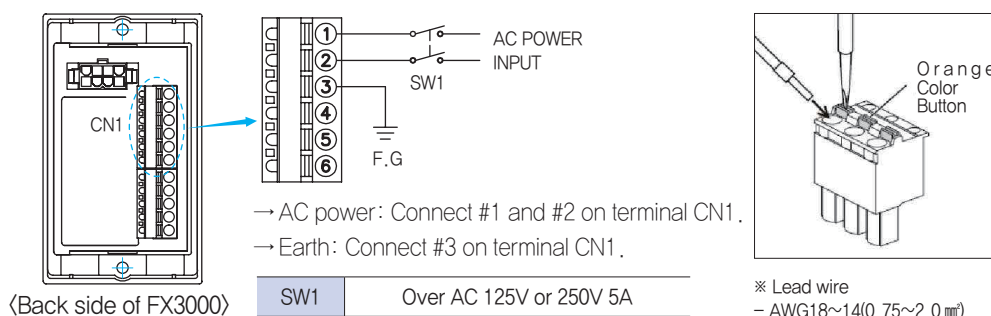 CN1
〈Back side of FX3000〉
1
2
3
4
5
6
AC POWER
INPUT
SW1
F.G
→ AC power: Connect #1 and #2 on terminal CN1.
→ Earth: Connect #3 on terminal CN1.
SW1 Over AC 125V or 250V 5A
Orange
Color
Button
※ Lead wire
- AWG18~14(0.75~2.0㎟)